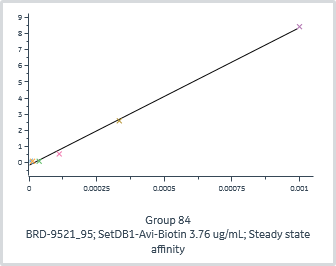 9
8
7
6
5
4
3
2
1
0
0 0.00025 0.0005 0.00075 0.001
Group 84
BRD-9521_95; SetDB1-Avi-Biotin 3.76 ug/mL; Steady state
affinity